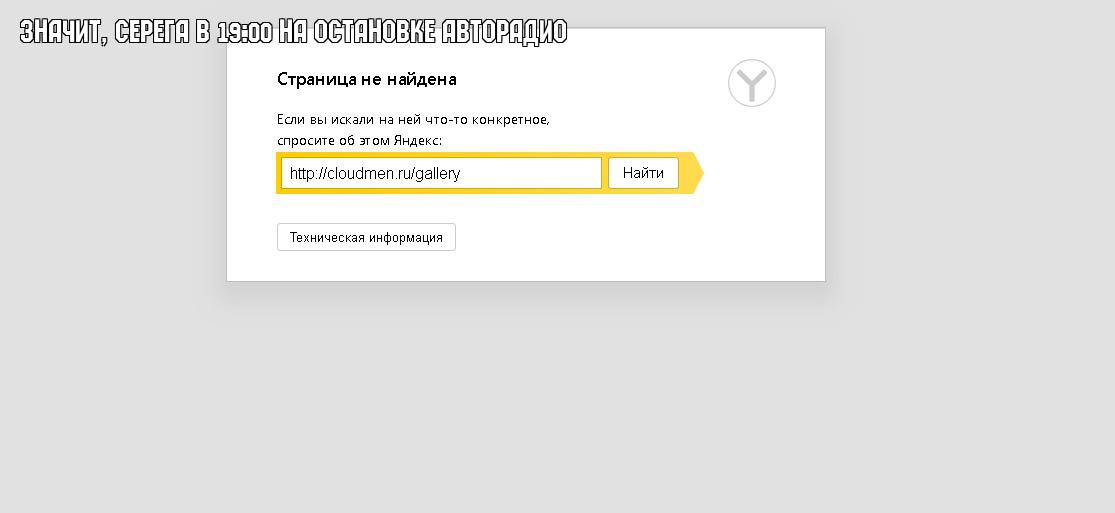 ЗНАЧИТ, СЕРЕГА В 19:00 НА ОСТАНОВКЕ АВТОРАДИО
Страница не найдена
Если вы искали на ней что-то конкретное,
спросите об этом Яндекс:
http://cloudmen.ru/gallery
Найти
Техническая информация